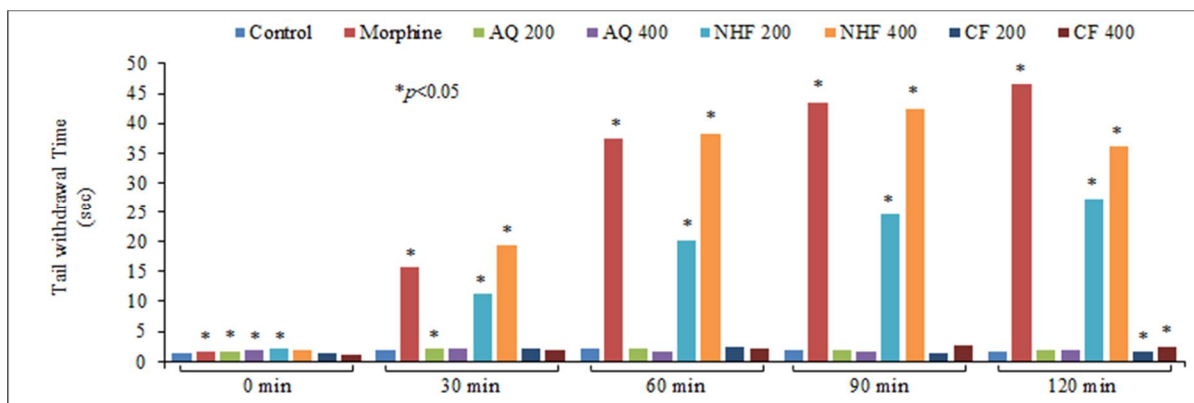 Control Morphine AQ 200 AQ 400 NHF 200 NHF 400 CF 200 CF 400
50
45
40
35
30
25
20
15
10
5
0
Tail withdrawal Time
(sec)
*p<0.05
* * * *
* * * *
* * *
* * *
* * * * *
0 min 30 min 60 min 90 min 120 min